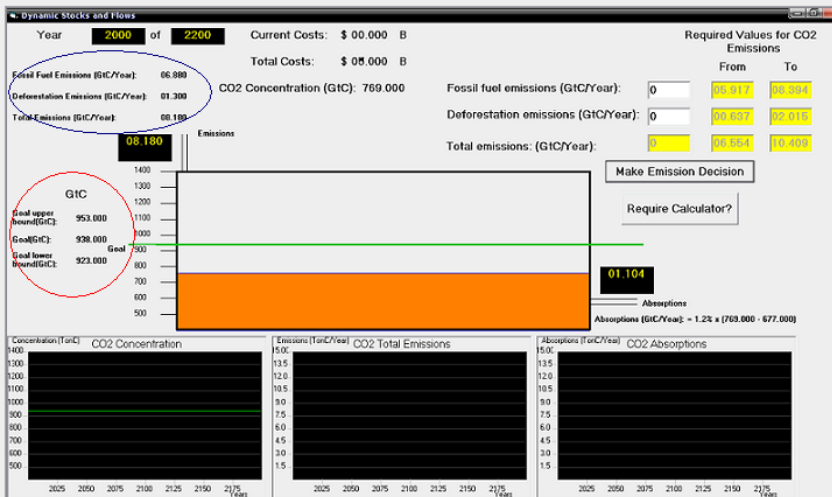 Dynamic Stocks and Flows
Year 2000 of 2200
Current Costs: $ 00.000 B
Total Costs: $ 05.000 B
CO2 Concentration (GtC): 769.000
Required Values for CO2
Emissions
From To
Fossil Fuel Emissions (GtC/Year): 06.880
Deforestation Emissions (GtC/Year): 01.300
Total Emissions (GtC/Year): 08.180
Fossil fuel emissions (GtC/Year): 0 05.917 08.394
Deforestation emissions (GtC/Year): 0 00.637 02.015
Total emissions: (GtC/Year): 0 06.554 10.409
08.180
Emissions
Make Emission Decision
Require Calculator?
GtC
Goal upper
bound(GtC): 953.000
Goal(GtC): 938.000
Goal lower
bound(GtC): 923.000
Goal
1400
1300
1200
1100
1000
900
800
700
600
500
01.104
Absorptions
Absorptions (GtC/Year): = 1.2% x (769.000 - 677.000)
Concentration (TonC) CO2 Concentration
1400
1300
1200
1100
1000
900
800
700
600
500
2025 2050 2075 2100 2125 2150 2175
Years
Emissions (TonC/Year) CO2 Total Emissions
15.00
13.5
12.0
10.5
9.0
7.5
6.0
4.5
3.0
1.5
2025 2050 2075 2100 2125 2150 2175
Years
Absorptions (TonC/Year) CO2 Absorptions
15.00
13.5
12.0
10.5
9.0
7.5
6.0
4.5
3.0
1.5
2025 2050 2075 2100 2125 2150 2175
Years